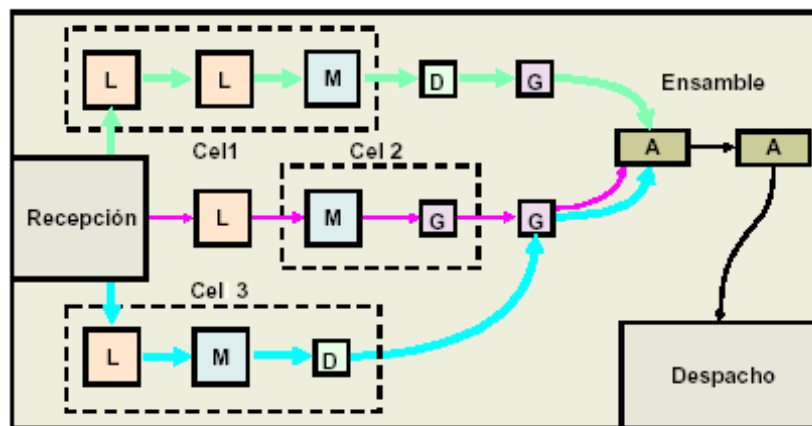 L L M D G Ensamble
A A
Cel1 Cel 2
Recepción L M G G
Cel 3
L M D
Despacho